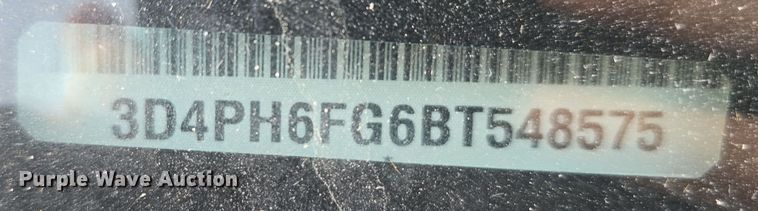 3D4PH6FG6BT548575
Purple Wave Auction